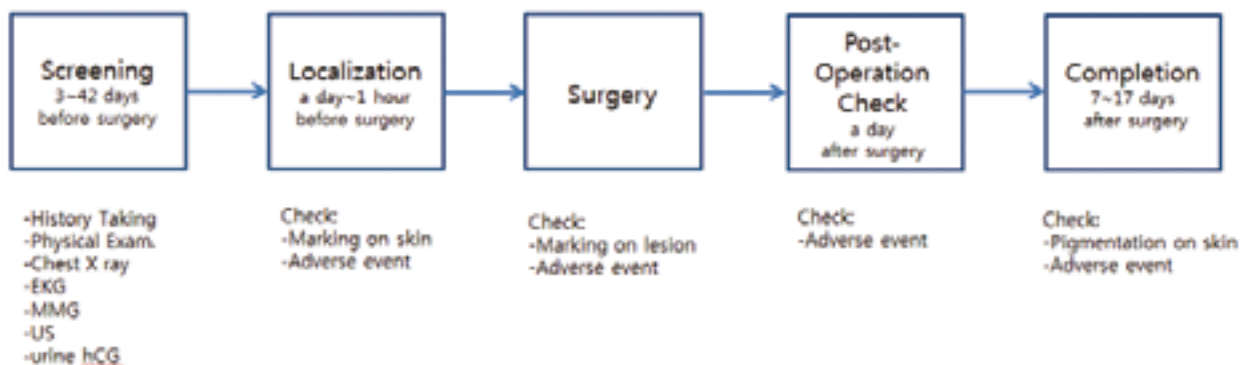 Screening
3~42 days
before surgery
Localization
a day~1 hour
before surgery
Surgery
Post-
Operation
Check
a day
after surgery
Completion
7~17 days
after surgery
-History Taking
-Physical Exam.
-Chest X ray
-EKG
-MMG
-US
-urine hCG
Check:
-Marking on skin
-Adverse event
Check:
-Marking on lesion
-Adverse event
Check:
-Adverse event
Check:
-Pigmentation on skin
-Adverse event